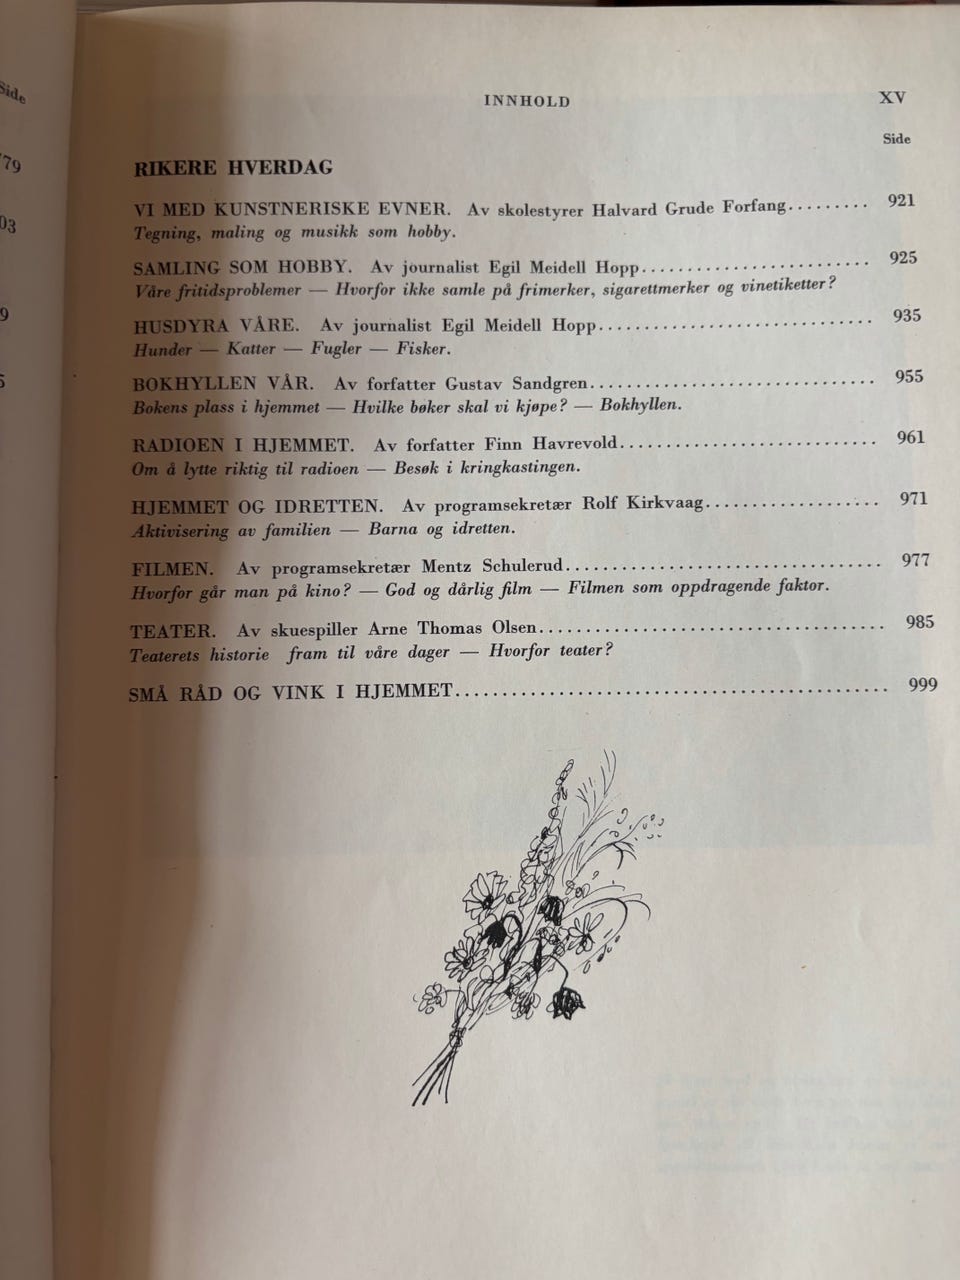 INNHOLD XV
Side
Side
RIKERE HVERDAG
79
VI MED KUNSTNERISKE EVNER. Av skolestyrer Halvard Grude Forfang......... 921
Tegning, maling og musikk som hobby.
03
SAMLING SOM HOBBY. Av journalist Egil Meidell Hopp............................. 925
Våre fritidsproblemer — Hvorfor ikke samle på frimerker, sigarettmerker og vinetiketter?
9
HUSDYRA VÅRE. Av journalist Egil Meidell Hopp................................... 935
Hunder — Katter — Fugler — Fisker.
5
BOKHYLLEN VÅR. Av forfatter Gustav Sandgren.................................... 955
Bokens plass i hjemmet — Hvilke bøker skal vi kjøpe? — Bokhyllen.
RADIOEN I HJEMMET. Av forfatter Finn Havrevold................................. 961
Om å lytte riktig til radioen — Besøk i kringkastingen.
HJEMMET OG IDRETTEN. Av programsekretær Rolf Kirkvaag...................... 971
Aktivisering av familien — Barna og idretten.
FILMEN. Av programsekretær Mentz Schulerud........................................ 977
Hvorfor går man på kino? — God og dårlig film — Filmen som oppdragende faktor.
TEATER. Av skuespiller Arne Thomas Olsen............................................ 985
Teaterets historie fram til våre dager — Hvorfor teater?
SMÅ RÅD OG VINK I HJEMMET....................................................... 999